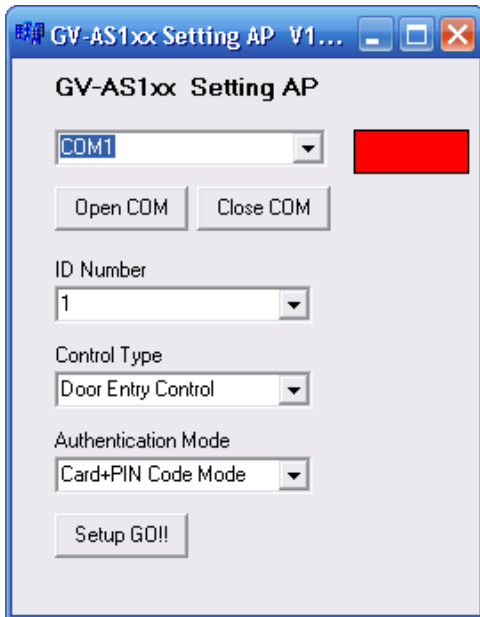 GV-AS1xx Setting AP V1...
GV-AS1xx Setting AP
COM1
Open COM Close COM
ID Number
1
Control Type
Door Entry Control
Authentication Mode
Card+PIN Code Mode
Setup GO!!